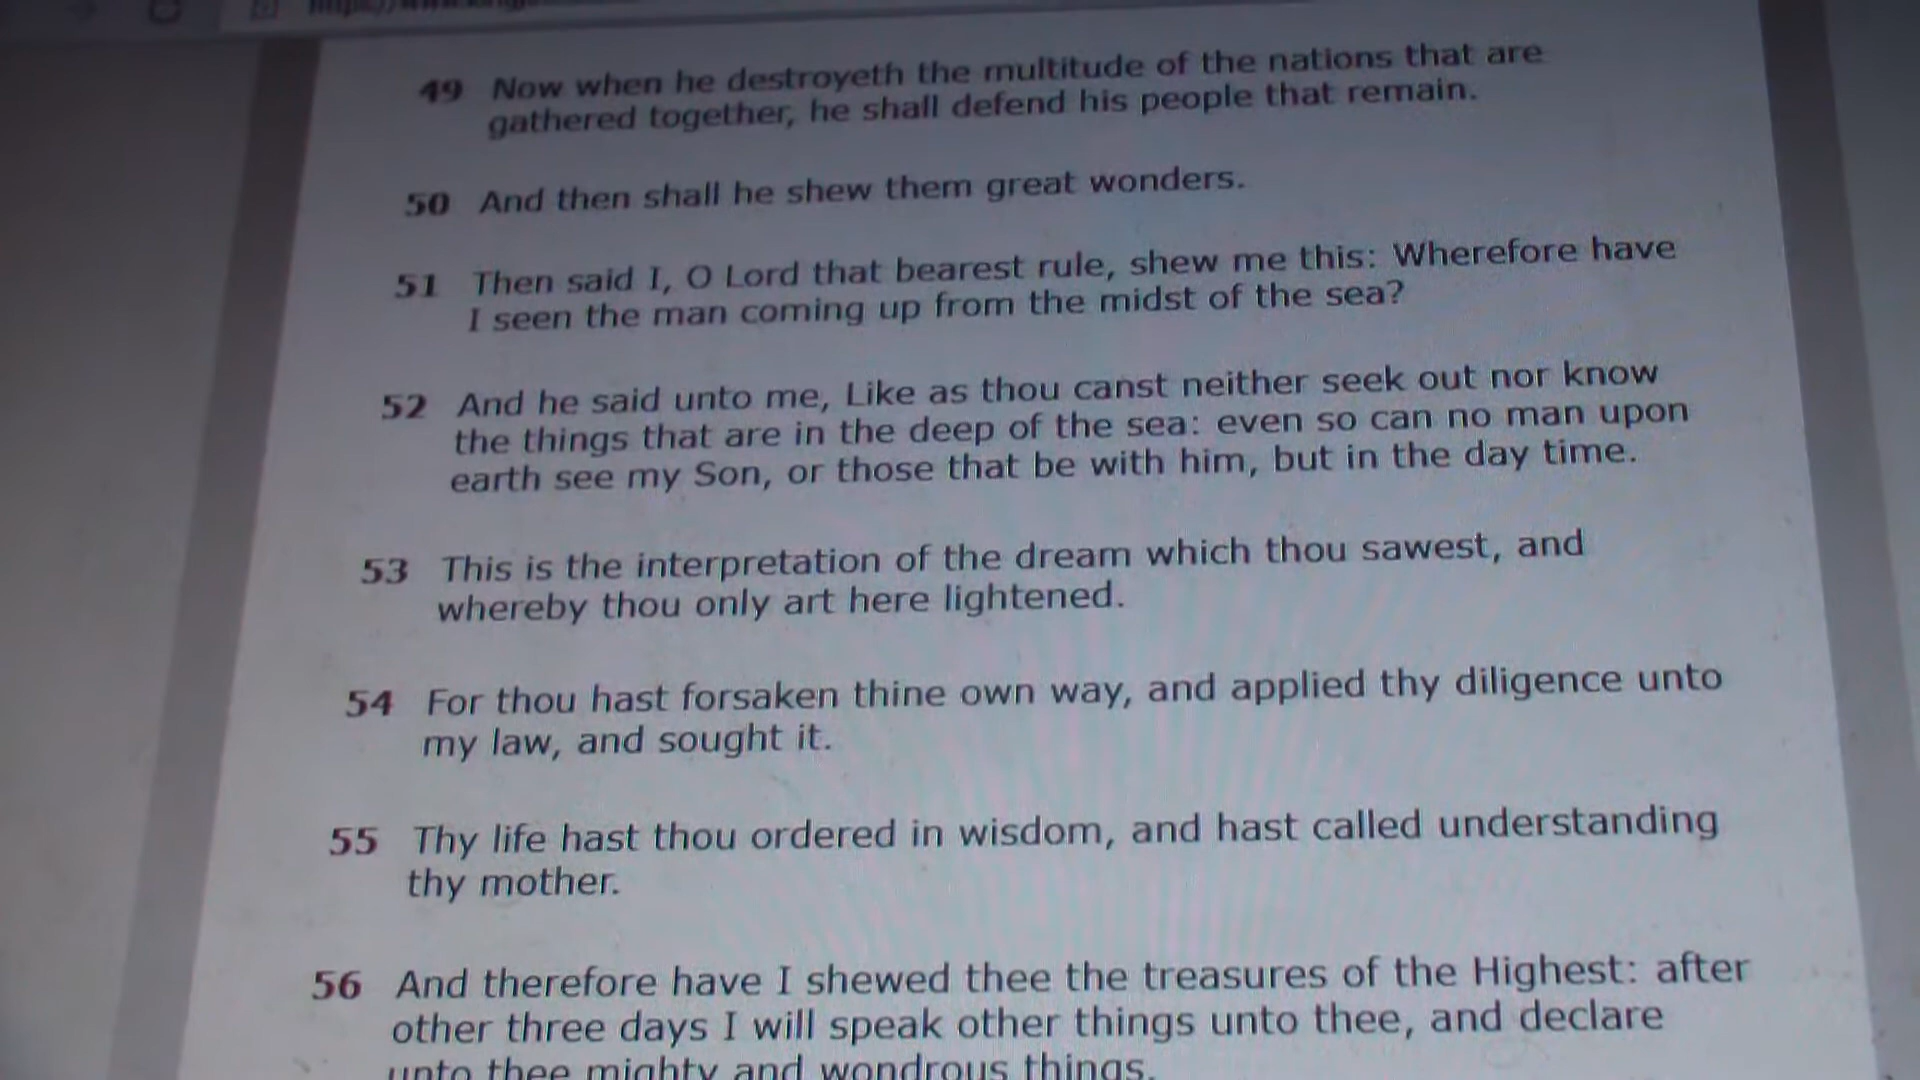 49 Now when he destroyeth the multitude of the nations that are
gathered together, he shall defend his people that remain.
50 And then shall he shew them great wonders.
51 Then said I, O Lord that bearest rule, shew me this: Wherefore have
I seen the man coming up from the midst of the sea?
52 And he said unto me, Like as thou canst neither seek out nor know
the things that are in the deep of the sea: even so can no man upon
earth see my Son, or those that be with him, but in the day time.
53 This is the interpretation of the dream which thou sawest, and
whereby thou only art here lightened.
54 For thou hast forsaken thine own way, and applied thy diligence unto
my law, and sought it.
55 Thy life hast thou ordered in wisdom, and hast called understanding
thy mother.
56 And therefore have I shewed thee the treasures of the Highest: after
other three days I will speak other things unto thee, and declare
unto thee mighty and wondrous things.